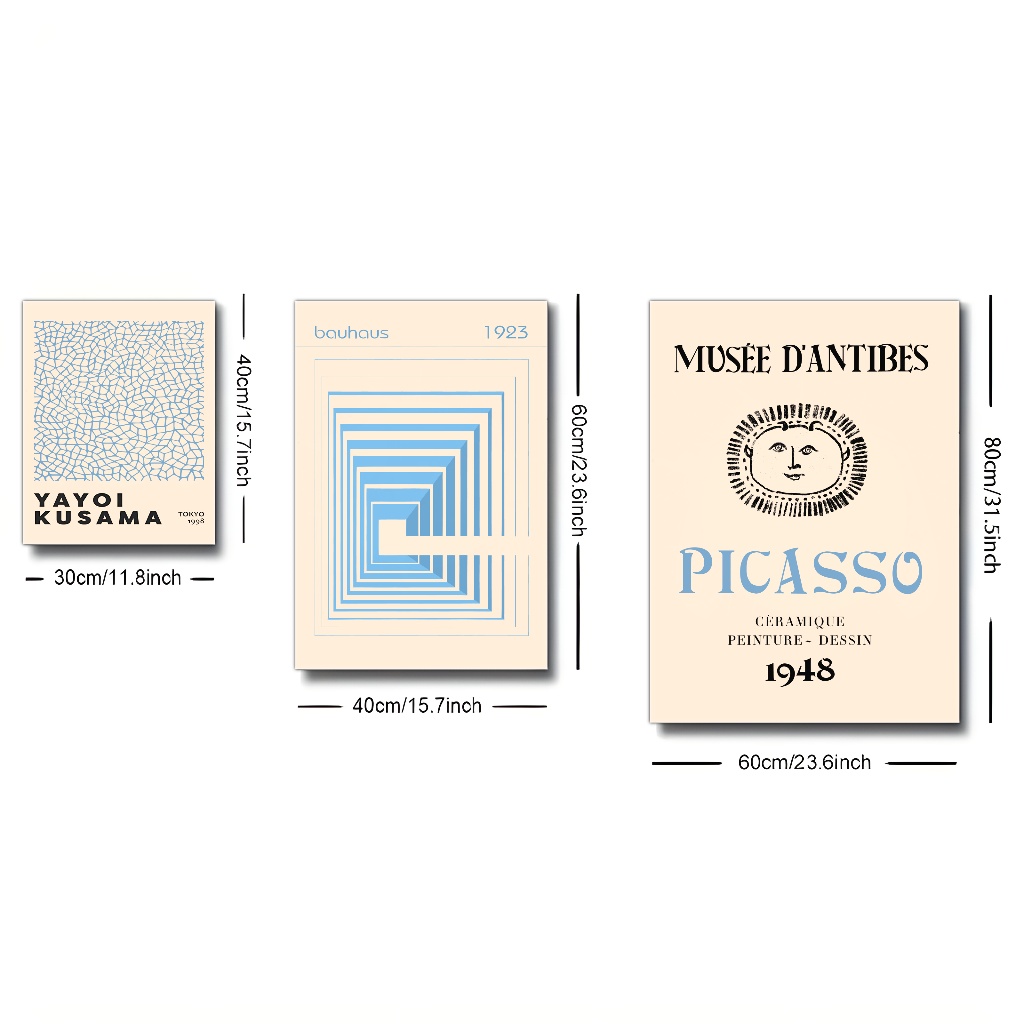 YAYOI
KUSAMA
TOKYO
1998
40cm/15.7inch
30cm/11.8inch
bauhaus 1923
60cm/23.6inch
40cm/15.7inch
MUSÉE D'ANTIBES
PICASSO
CÉRAMIQUE
PEINTURE - DESSIN
1948
80cm/31.5inch
60cm/23.6inch